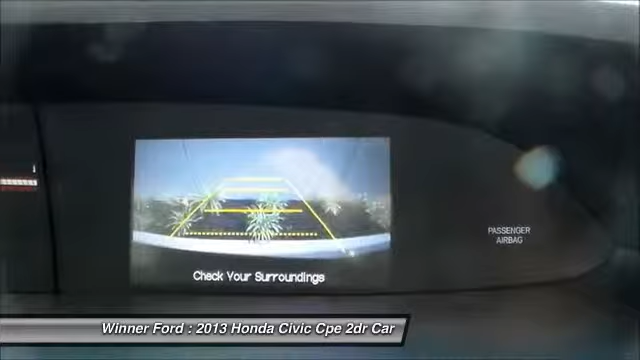 PASSENGER
AIRBAG
Check Your Surroundings
Winner Ford : 2013 Honda Civic Cpe 2dr Car